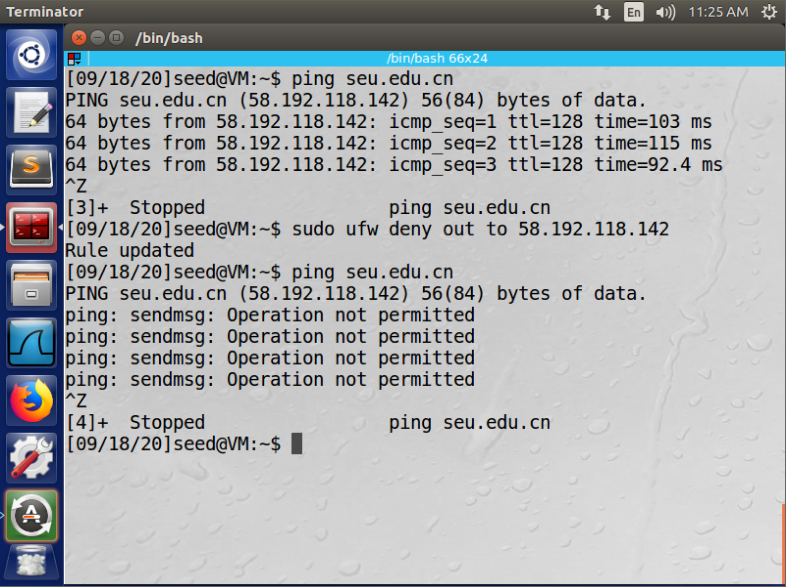 Terminator
En
11:25 AM
/bin/bash
/bin/bash 66x24
[09/18/20]seed@VM:~$ ping seu.edu.cn
PING seu.edu.cn (58.192.118.142) 56(84) bytes of data.
64 bytes from 58.192.118.142: icmp_seq=1 ttl=128 time=103 ms
64 bytes from 58.192.118.142: icmp_seq=2 ttl=128 time=115 ms
64 bytes from 58.192.118.142: icmp_seq=3 ttl=128 time=92.4 ms
^Z
[3]+  Stopped                 ping seu.edu.cn
[09/18/20]seed@VM:~$ sudo ufw deny out to 58.192.118.142
Rule updated
[09/18/20]seed@VM:~$ ping seu.edu.cn
PING seu.edu.cn (58.192.118.142) 56(84) bytes of data.
ping: sendmsg: Operation not permitted
ping: sendmsg: Operation not permitted
ping: sendmsg: Operation not permitted
ping: sendmsg: Operation not permitted
^Z
[4]+  Stopped                 ping seu.edu.cn
[09/18/20]seed@VM:~$